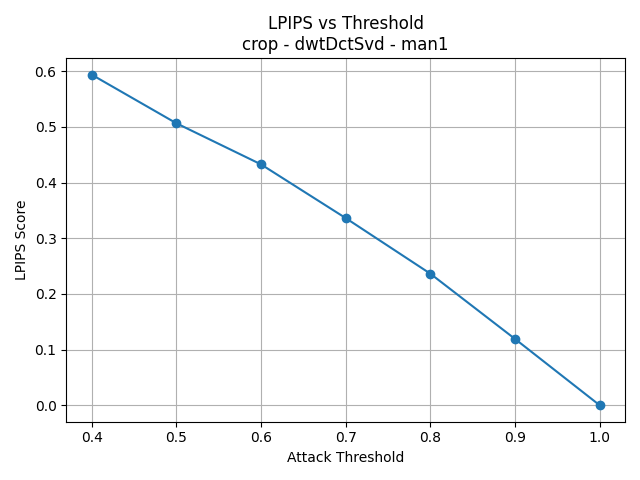 LPIPS vs Threshold
crop - dwtDctSvd - man1
0.6
0.5
0.4
0.3
0.2
0.1
0.0
LPIPS Score
0.4 0.5 0.6 0.7 0.8 0.9 1.0
Attack Threshold